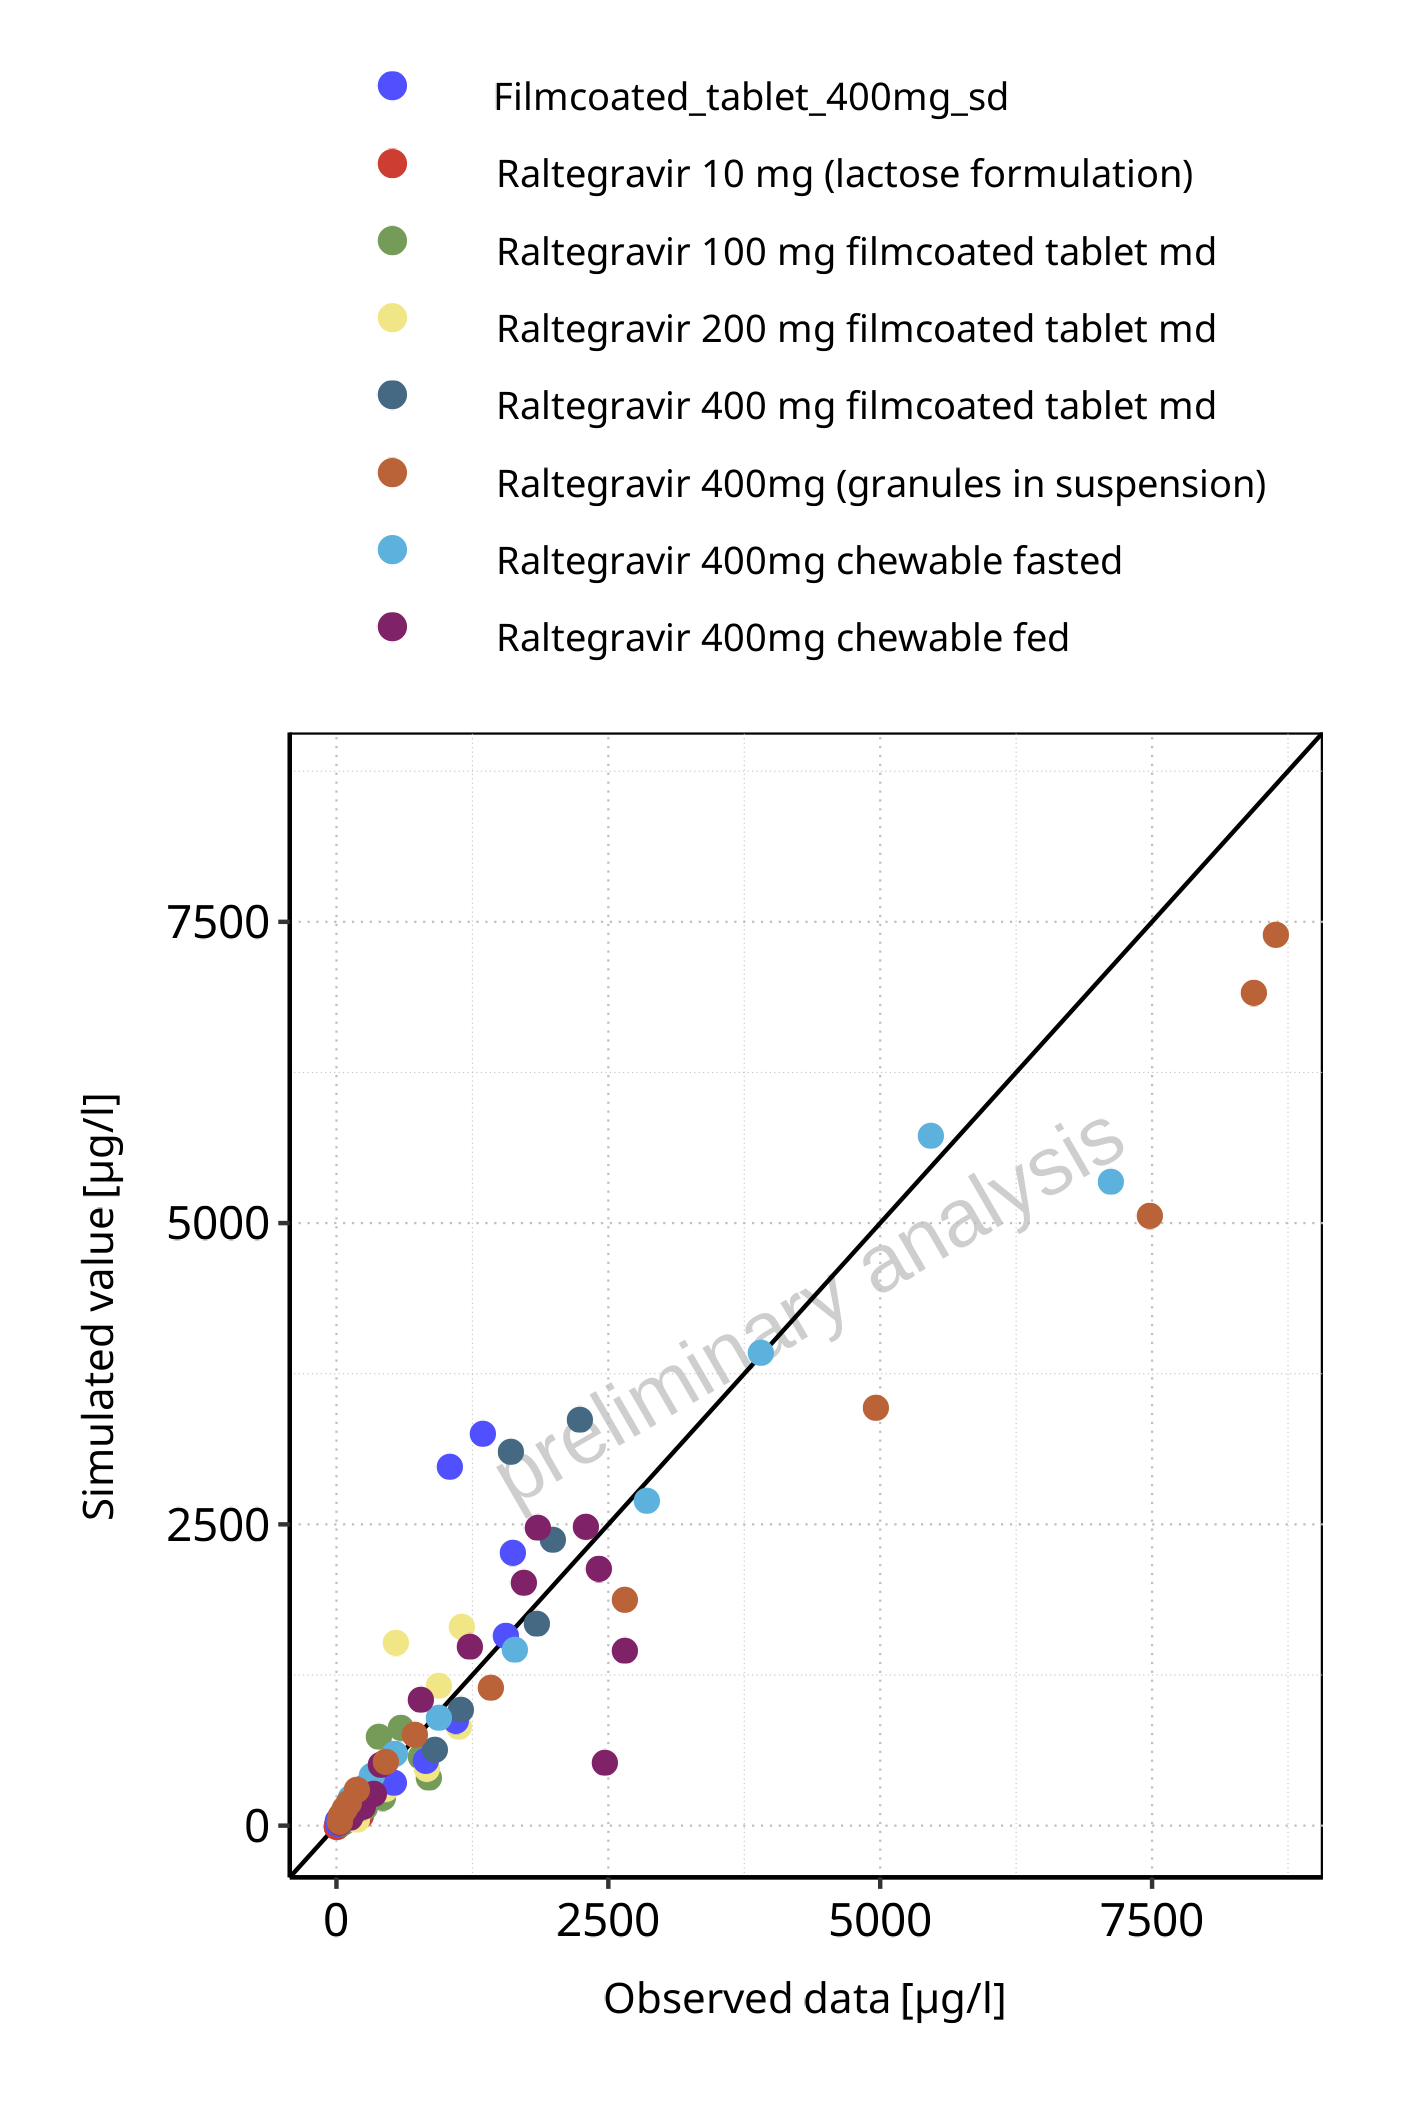 Filmcoated_tablet_400mg_sd
Raltegravir 10 mg (lactose formulation)
Raltegravir 100 mg filmcoated tablet md
Raltegravir 200 mg filmcoated tablet md
Raltegravir 400 mg filmcoated tablet md
Raltegravir 400mg (granules in suspension)
Raltegravir 400mg chewable fasted
Raltegravir 400mg chewable fed
7500
5000
2500
0
Simulated value [µg/l]
preliminary analysis
0 2500 5000 7500
Observed data [µg/l]